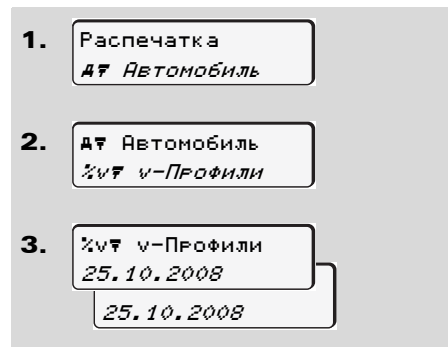 1. Распечатка
А▼ Автомобиль
2. А▼ Автомобиль
%v▼ v-Профили
3. %v▼ v-Профили
25.10.2008
25.10.2008